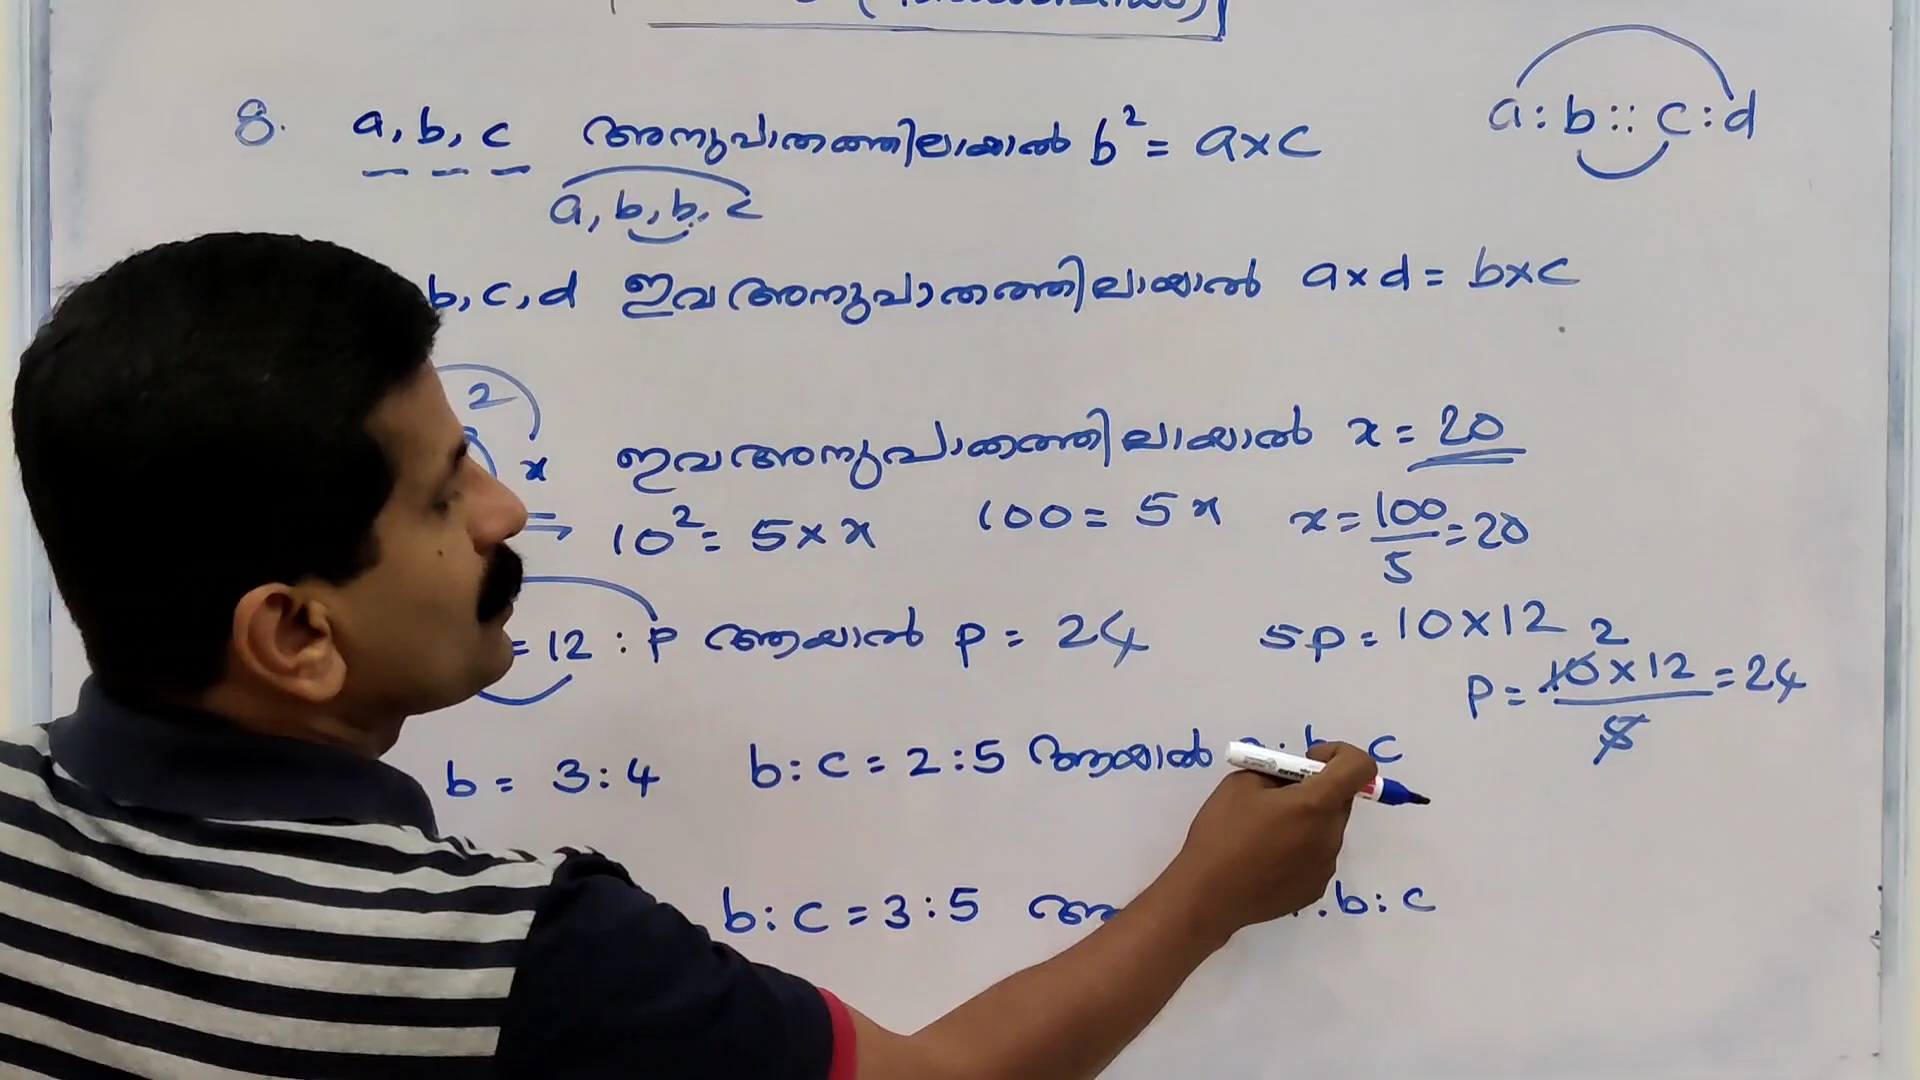 8. a, b, c അനുപാതത്തിലായാൽ b² = a×c
a : b :: c : d
a, b, b, c
b, c, d ഇവ അനുപാതത്തിലായാൽ a×d = b×c
2
x ഇവ അനുപാതത്തിലായാൽ x = 20
10² = 5×x 100 = 5x x = 100/5 = 20
= 12 : p ആയാൽ p = 24 5p = 10×12
2
p = 10×12/5 = 24
b = 3:4 b:c = 2:5 ആയാൽ c
b:c = 3:5 b:c